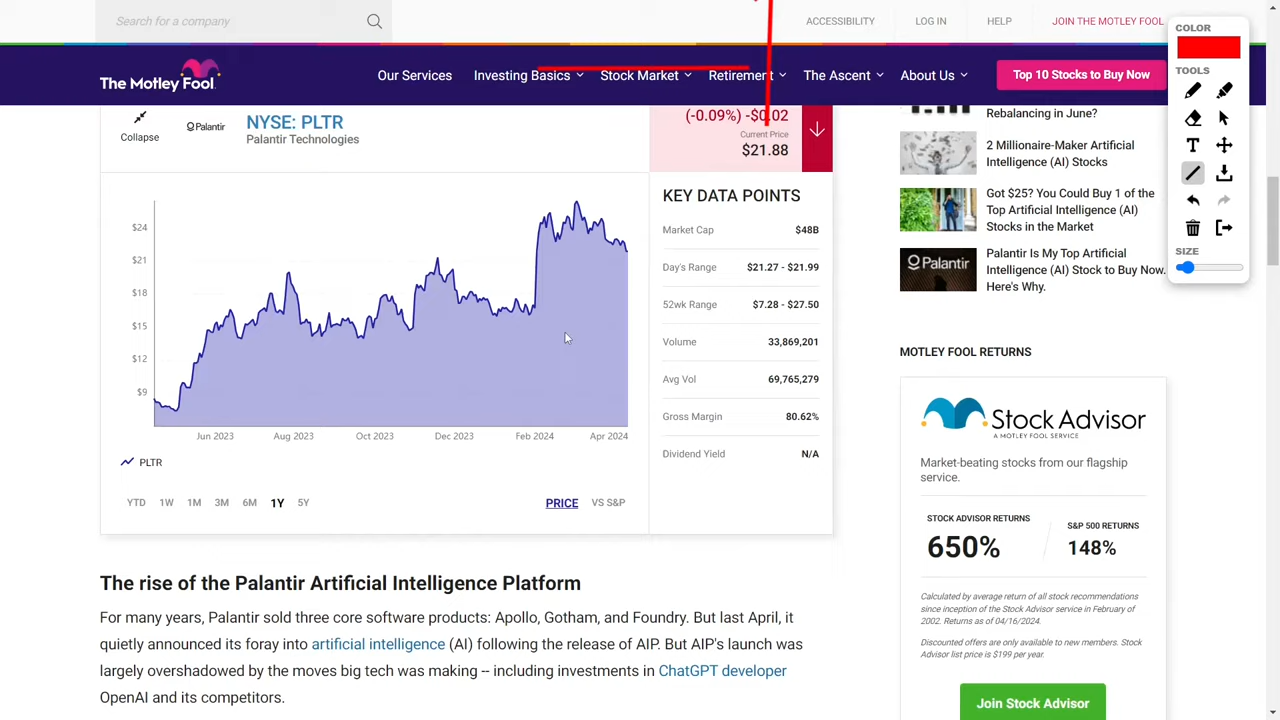 Search for a company
ACCESSIBILITY
LOG IN
HELP
JOIN THE MOTLEY FOOL
The Motley Fool
Our Services
Investing Basics
Stock Market
Retirement
The Ascent
About Us
Top 10 Stocks to Buy Now
Collapse
Palantir
NYSE: PLTR
Palantir Technologies
(-0.09%) -$0.02
Current Price
$21.88
$24
$21
$18
$15
$12
$9
Jun 2023
Aug 2023
Oct 2023
Dec 2023
Feb 2024
Apr 2024
PLTR
YTD
1W
1M
3M
6M
1Y
5Y
PRICE
VS S&P
KEY DATA POINTS
Market Cap $48B
Day's Range $21.27 - $21.99
52wk Range $7.28 - $27.50
Volume 33,869,201
Avg Vol 69,765,279
Gross Margin 80.62%
Dividend Yield N/A
The rise of the Palantir Artificial Intelligence Platform
For many years, Palantir sold three core software products: Apollo, Gotham, and Foundry. But last April, it
quietly announced its foray into artificial intelligence (AI) following the release of AIP. But AIP's launch was
largely overshadowed by the moves big tech was making -- including investments in ChatGPT developer
OpenAI and its competitors.
Rebalancing in June?
2 Millionaire-Maker Artificial
Intelligence (AI) Stocks
Got $25? You Could Buy 1 of the
Top Artificial Intelligence (AI)
Stocks in the Market
Palantir
Palantir Is My Top Artificial
Intelligence (AI) Stock to Buy Now.
Here's Why.
MOTLEY FOOL RETURNS
Stock Advisor
A MOTLEY FOOL SERVICE
Market-beating stocks from our flagship
service.
STOCK ADVISOR RETURNS
650%
S&P 500 RETURNS
148%
Calculated by average return of all stock recommendations
since inception of the Stock Advisor service in February of
2002. Returns as of 04/16/2024.
Discounted offers are only available to new members. Stock
Advisor list price is $199 per year.
Join Stock Advisor
COLOR
TOOLS
T
SIZE